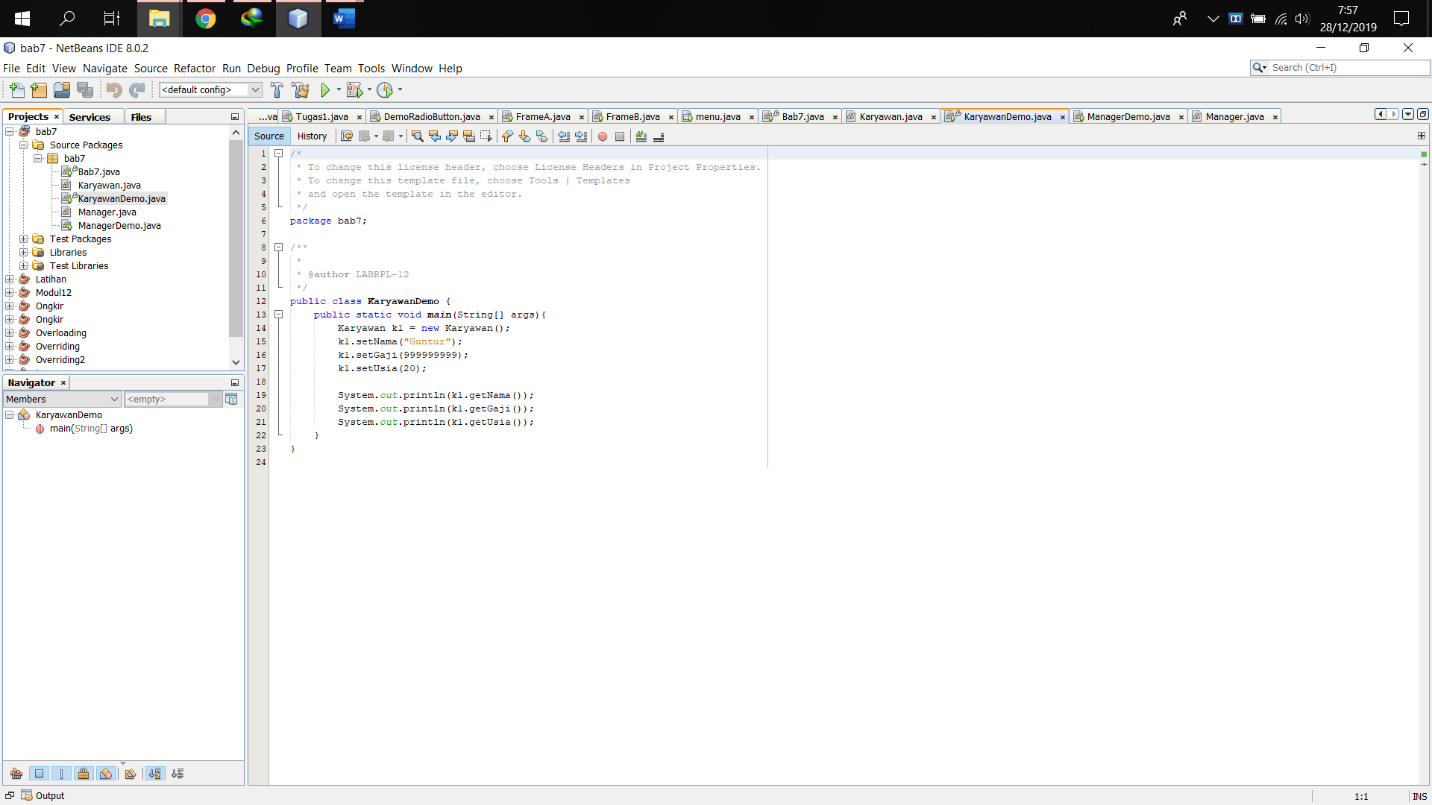 7:57
28/12/2019
bab7 - NetBeans IDE 8.0.2
File Edit View Navigate Source Refactor Run Debug Profile Team Tools Window Help
Search (Ctrl+I)
<default config>
Projects Services Files
...va Tugas1.java DemoRadioButton.java FrameA.java FrameB.java menu.java Bab7.java Karyawan.java KaryawanDemo.java ManagerDemo.java Manager.java
Source History
bab7
Source Packages
bab7
Bab7.java
Karyawan.java
KaryawanDemo.java
Manager.java
ManagerDemo.java
Test Packages
Libraries
Test Libraries
Latihan
Modul12
Ongkir
Ongkir
Overloading
Overriding
Overriding2
Navigator
Members <empty>
KaryawanDemo
main(String[] args)
1 /*
2 * To change this license header, choose License Headers in Project Properties.
3 * To change this template file, choose Tools | Templates
4 * and open the template in the editor.
5 */
6 package bab7;
7
8 /**
9 *
10 * @author LABRPL-12
11 */
12 public class KaryawanDemo {
13 public static void main(String[] args){
14 Karyawan k1 = new Karyawan();
15 k1.setNama("Guntur");
16 k1.setGaji(999999999);
17 k1.setUsia(20);
18
19 System.out.println(k1.getNama());
20 System.out.println(k1.getGaji());
21 System.out.println(k1.getUsia());
22 }
23 }
24
Output
1:1 INS